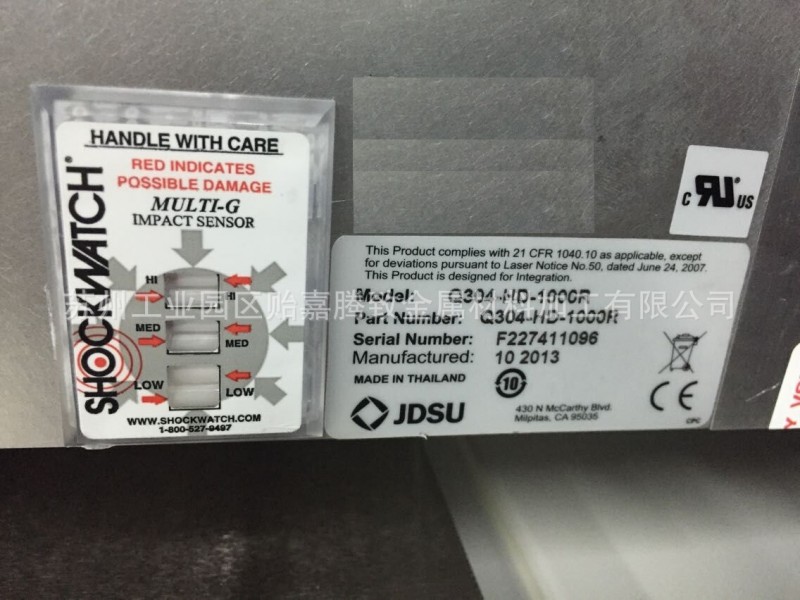 HANDLE WITH CARE
RED INDICATES
POSSIBLE DAMAGE
MULTI-G
IMPACT SENSOR
SHOCKWATCH®
HI
HI
MED
MED
LOW
LOW
WWW.SHOCKWATCH.COM
1-800-527-9497
c RU US
This Product complies with 21 CFR 1040.10 as applicable, except
for deviations pursuant to Laser Notice No.50, dated June 24, 2007.
This Product is designed for Integration.
Model: Q304-HD-1000R
Part Number: Q304-HD-1000R
Serial Number: F227411096
Manufactured: 10 2013
MADE IN THAILAND
10
JDSU
430 N McCarthy Blvd.
Milpitas, CA 95035
CE
CPC
苏州工业园区贻嘉腾致金属材料加工有限公司